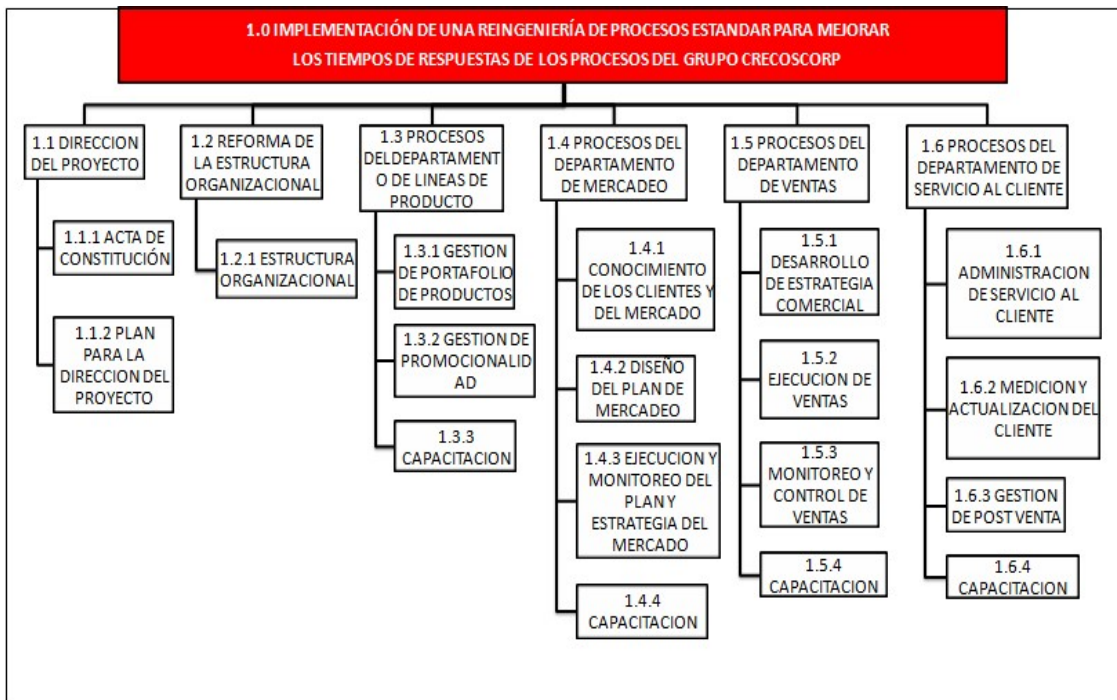 1.0 IMPLEMENTACIÓN DE UNA REINGENIERÍA DE PROCESOS ESTANDAR PARA MEJORAR
LOS TIEMPOS DE RESPUESTAS DE LOS PROCESOS DEL GRUPO CRECOSCORP
1.1 DIRECCION
DEL PROYECTO
1.1.1 ACTA DE
CONSTITUCIÓN
1.1.2 PLAN
PARA LA
DIRECCION DEL
PROYECTO
1.2 REFORMA DE
LA ESTRUCTURA
ORGANIZACIONAL
1.2.1 ESTRUCTURA
ORGANIZACIONAL
1.3 PROCESOS
DELDEPARTAMENT
O DE LINEAS DE
PRODUCTO
1.3.1 GESTION
DE PORTAFOLIO
DE PRODUCTOS
1.3.2 GESTION DE
PROMOCIONALID
AD
1.3.3
CAPACITACION
1.4 PROCESOS DEL
DEPARTAMENTO
DE MERCADEO
1.4.1
CONOCIMIENTO
DE LOS CLIENTES Y
DEL MERCADO
1.4.2 DISEÑO
DEL PLAN DE
MERCADEO
1.4.3 EJECUCION Y
MONITOREO DEL
PLAN Y
ESTRATEGIA DEL
MERCADO
1.4.4
CAPACITACION
1.5 PROCESOS DEL
DEPARTAMENTO
DE VENTAS
1.5.1
DESARROLLO
DE ESTRATEGIA
COMERCIAL
1.5.2
EJECUCION DE
VENTAS
1.5.3
MONITOREO Y
CONTROL DE
VENTAS
1.5.4
CAPACITACION
1.6 PROCESOS DEL
DEPARTAMENTO DE
SERVICIO AL CLIENTE
1.6.1
ADMINISTRACION
DE SERVICIO AL
CLIENTE
1.6.2 MEDICION Y
ACTUALIZACION DEL
CLIENTE
1.6.3 GESTION
DE POST VENTA
1.6.4
CAPACITACION